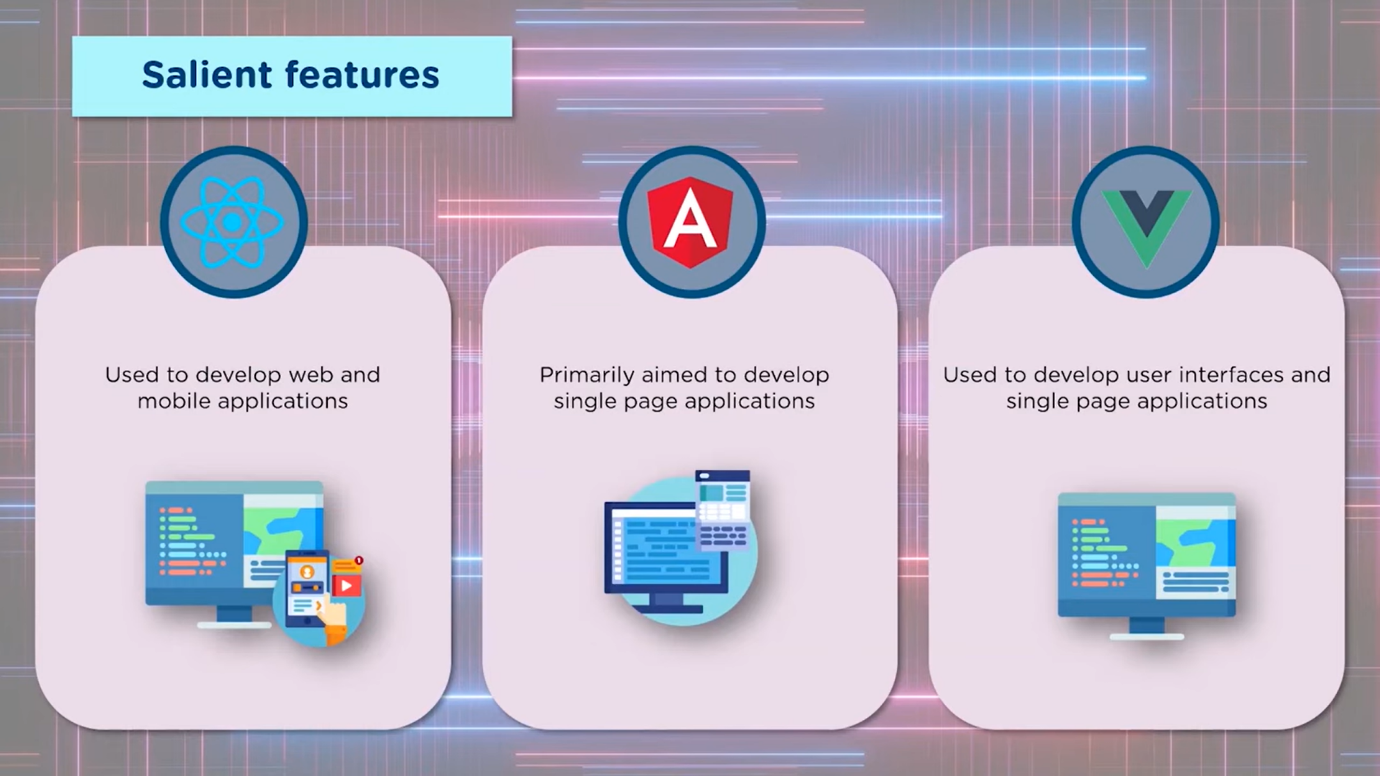 Salient features
A
Used to develop web and
mobile applications
Primarily aimed to develop
single page applications
Used to develop user interfaces and
single page applications